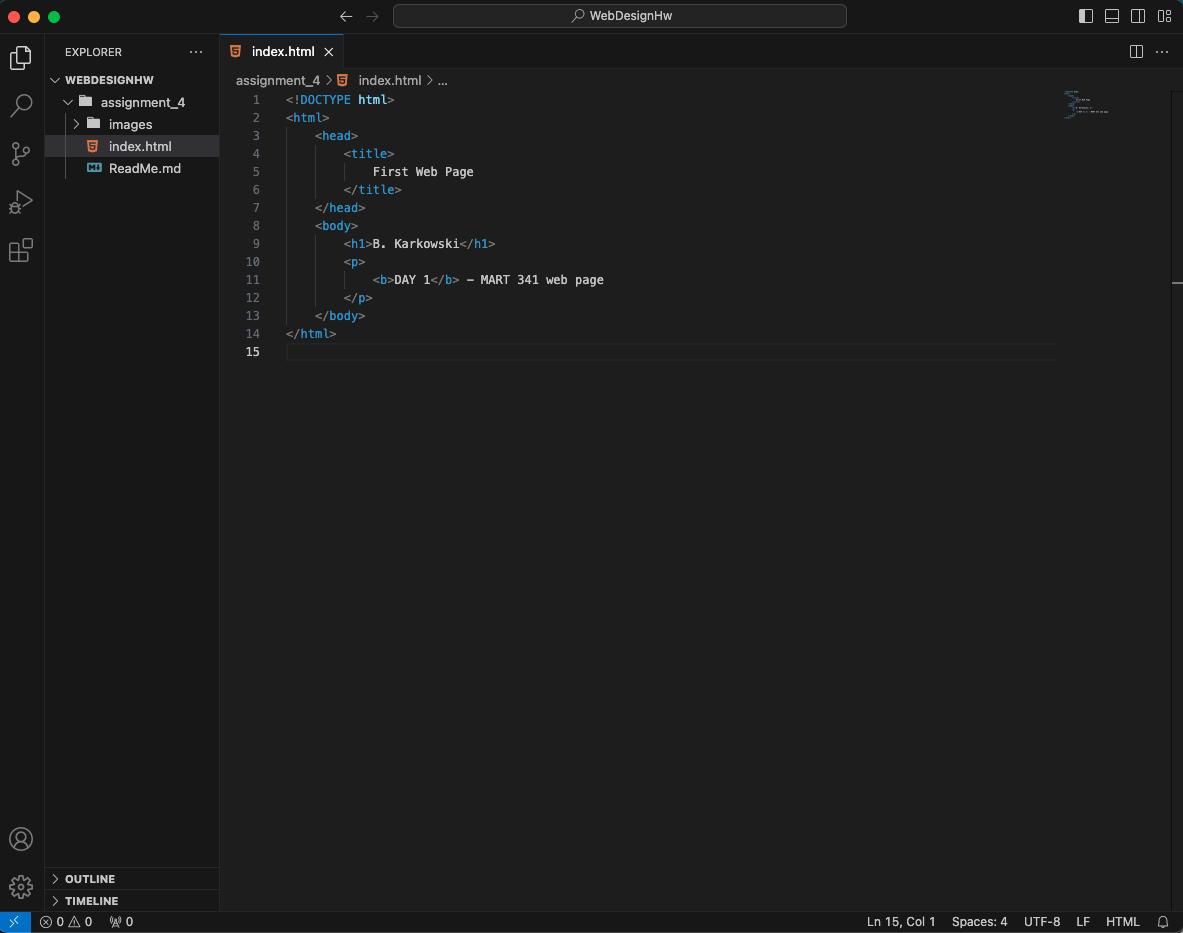 WebDesignHw
EXPLORER
WEBDESIGNHW
assignment_4
images
index.html
ReadMe.md
OUTLINE
TIMELINE
index.html
assignment_4 > index.html > ...
1 <!DOCTYPE html>
2 <html>
3 <head>
4 <title>
5 First Web Page
6 </title>
7 </head>
8 <body>
9 <h1>B. Karkowski</h1>
10 <p>
11 <b>DAY 1</b> - MART 341 web page
12 </p>
13 </body>
14 </html>
15
0 0 0 Ln 15, Col 1 Spaces: 4 UTF-8 LF HTML